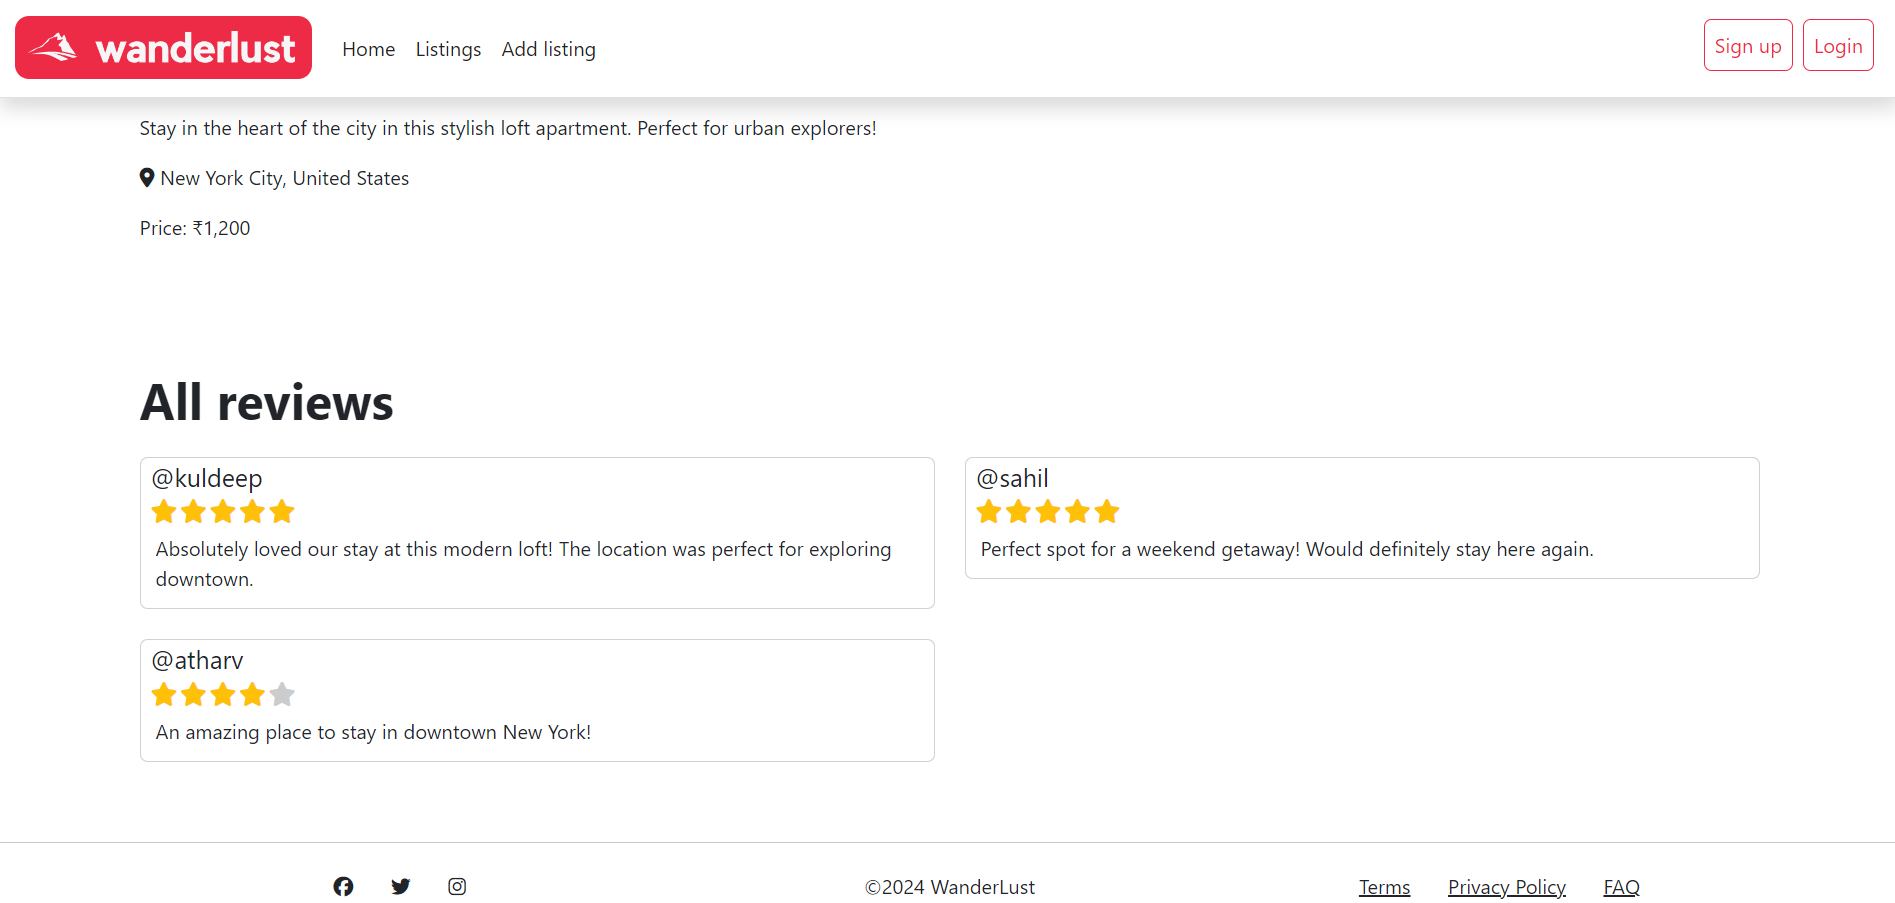 wanderlust
Home Listings Add listing
Sign up Login
Stay in the heart of the city in this stylish loft apartment. Perfect for urban explorers!
New York City, United States
Price: ₹1,200
All reviews
@kuldeep
Absolutely loved our stay at this modern loft! The location was perfect for exploring
downtown.
@sahil
Perfect spot for a weekend getaway! Would definitely stay here again.
@atharv
An amazing place to stay in downtown New York!
©2024 WanderLust
Terms Privacy Policy FAQ